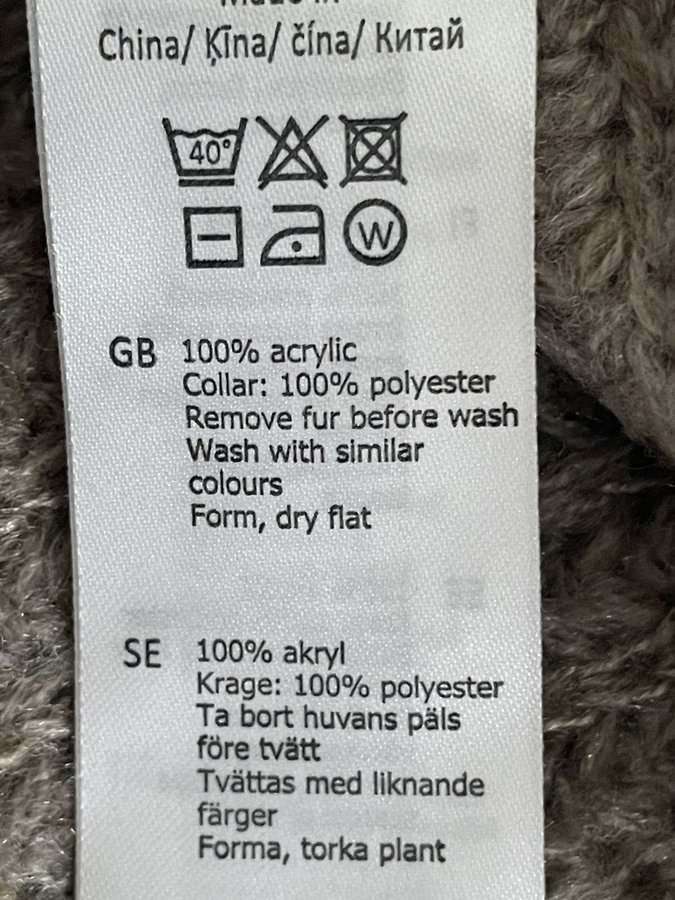 Made in
China/ Ķīna/ čína/ Китай
40°
W
GB 100% acrylic
Collar: 100% polyester
Remove fur before wash
Wash with similar
colours
Form, dry flat
SE 100% akryl
Krage: 100% polyester
Ta bort huvans päls
före tvätt
Tvättas med liknande
färger
Forma, torka plant